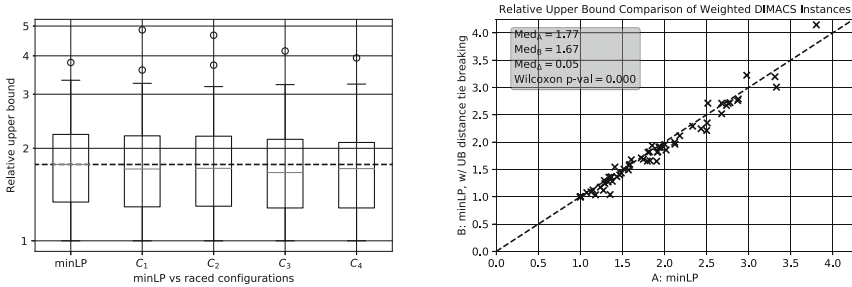 5
4
3
2
1
Relative upper bound
minLP C₁ C₂ C₃ C₄
minLP vs raced configurations
Relative Upper Bound Comparison of Weighted DIMACS Instances
Med_A = 1.77
Med_B = 1.67
Med_Δ = 0.05
Wilcoxon p-val = 0.000
4.0
3.5
3.0
2.5
2.0
1.5
1.0
0.5
0.0
B: minLP, w/ UB distance tie breaking
0.0 0.5 1.0 1.5 2.0 2.5 3.0 3.5 4.0
A: minLP